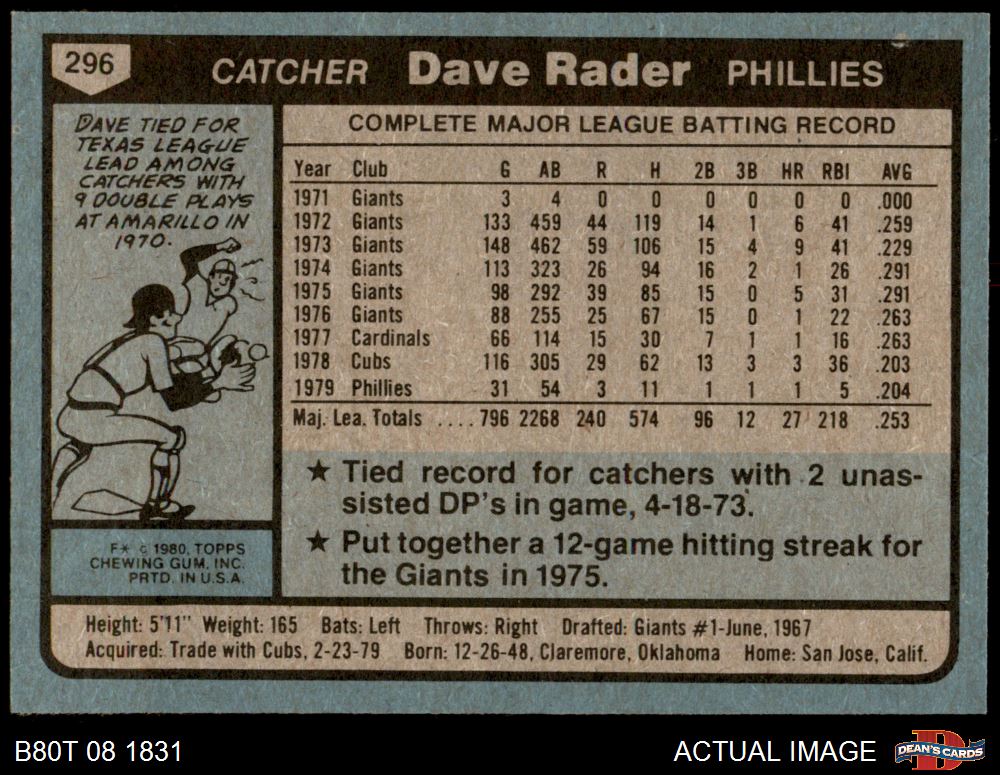 296
CATCHER Dave Rader PHILLIES
DAVE TIED FOR
TEXAS LEAGUE
LEAD AMONG
CATCHERS WITH
9 DOUBLE PLAYS
AT AMARILLO IN
1970.
COMPLETE MAJOR LEAGUE BATTING RECORD
Year Club G AB R H 2B 3B HR RBI AVG
1971 Giants 3 4 0 0 0 0 0 0 .000
1972 Giants 133 459 44 119 14 1 6 41 .259
1973 Giants 148 462 59 106 15 4 9 41 .229
1974 Giants 113 323 26 94 16 2 1 26 .291
1975 Giants 98 292 39 85 15 0 5 31 .291
1976 Giants 88 255 25 67 15 0 1 22 .263
1977 Cardinals 66 114 15 30 7 1 1 16 .263
1978 Cubs 116 305 29 62 13 3 3 36 .203
1979 Phillies 31 54 3 11 1 1 1 5 .204
Maj. Lea. Totals .... 796 2268 240 574 96 12 27 218 .253
★ Tied record for catchers with 2 unas-
sisted DP's in game, 4-18-73.
★ Put together a 12-game hitting streak for
the Giants in 1975.
F* © 1980, TOPPS
CHEWING GUM, INC.
PRTD. IN U.S.A.
Height: 5'11" Weight: 165 Bats: Left Throws: Right Drafted: Giants #1-June, 1967
Acquired: Trade with Cubs, 2-23-79 Born: 12-26-48, Claremore, Oklahoma Home: San Jose, Calif.
B80T 08 1831
ACTUAL IMAGE
D
DEAN'S CARDS